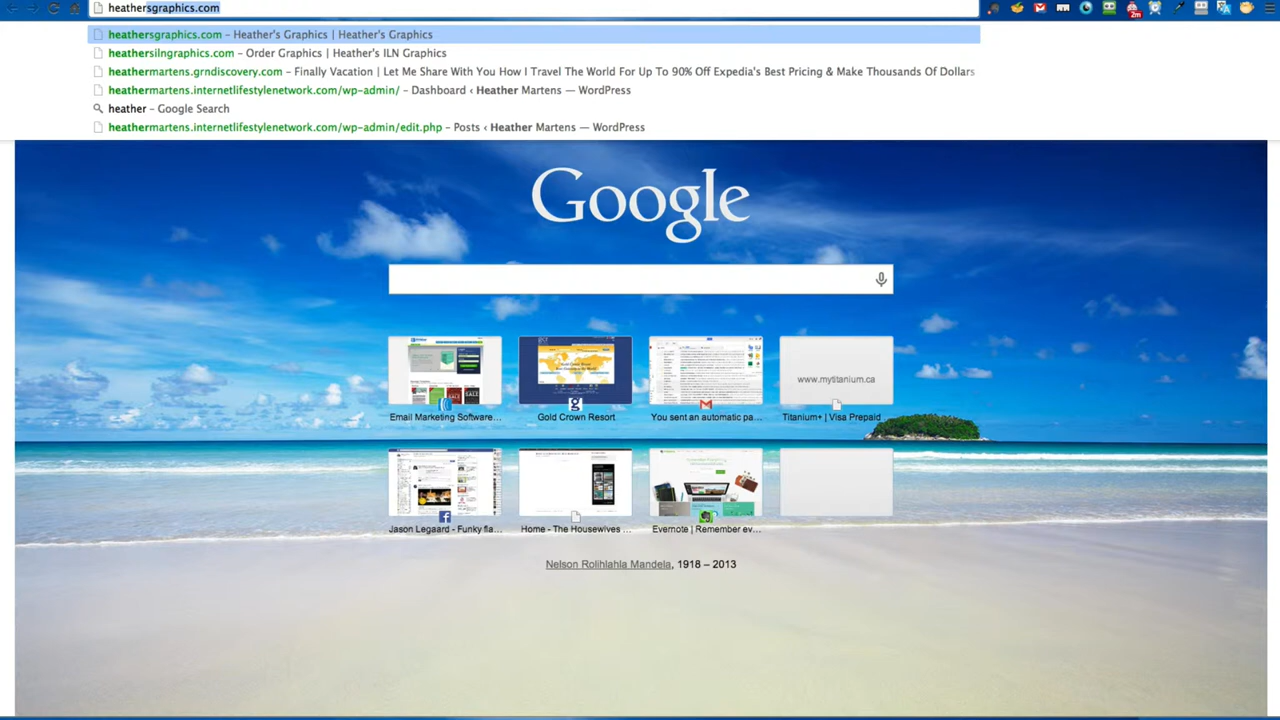 heathersgraphics.com
heathersgraphics.com – Heather's Graphics | Heather's Graphics
heathersilngraphics.com – Order Graphics | Heather's ILN Graphics
heathermartens.grndiscovery.com – Finally Vacation | Let Me Share With You How I Travel The World For Up To 90% Off Expedia's Best Pricing & Make Thousands Of Dollars
heathermartens.internetlifestylenetwork.com/wp-admin/ – Dashboard ‹ Heather Martens — WordPress
heather – Google Search
heathermartens.internetlifestylenetwork.com/wp-admin/edit.php – Posts ‹ Heather Martens — WordPress
2m
Google
www.mytitanium.ca
Email Marketing Software...
Gold Crown Resort
You sent an automatic pa...
Titanium+ | Visa Prepaid
Jason Legaard - Funky fla...
Home - The Housewives ...
Evernote | Remember ev...
Nelson Rolihlahla Mandela, 1918 – 2013